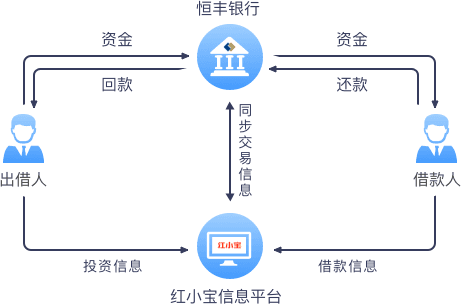 恒丰银行
资金
资金
回款
还款
同步交易信息
出借人
借款人
红小宝
投资信息
借款信息
红小宝信息平台